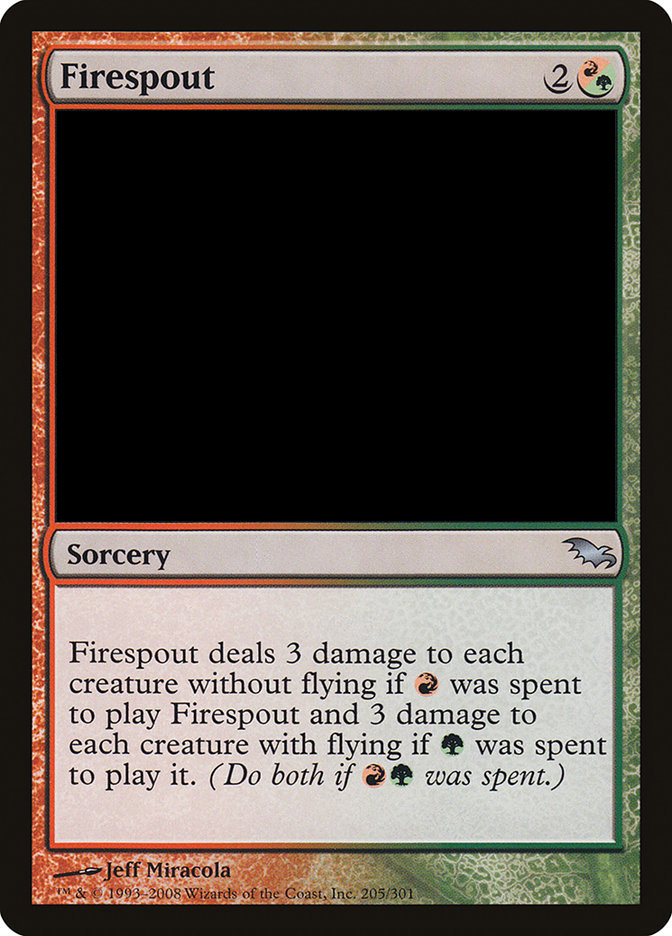 Firespout 2
Sorcery
Firespout deals 3 damage to each
creature without flying if was spent
to play Firespout and 3 damage to
each creature with flying if was spent
to play it. (Do both if was spent.)
Jeff Miracola
™ & © 1993–2008 Wizards of the Coast, Inc. 205/301